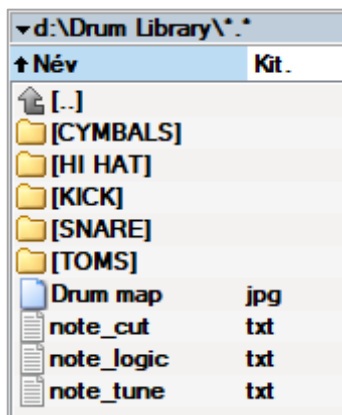 d:\Drum Library\*.*
Név Kit.
[..]
[CYMBALS]
[HI HAT]
[KICK]
[SNARE]
[TOMS]
Drum map jpg
note_cut txt
note_logic txt
note_tune txt